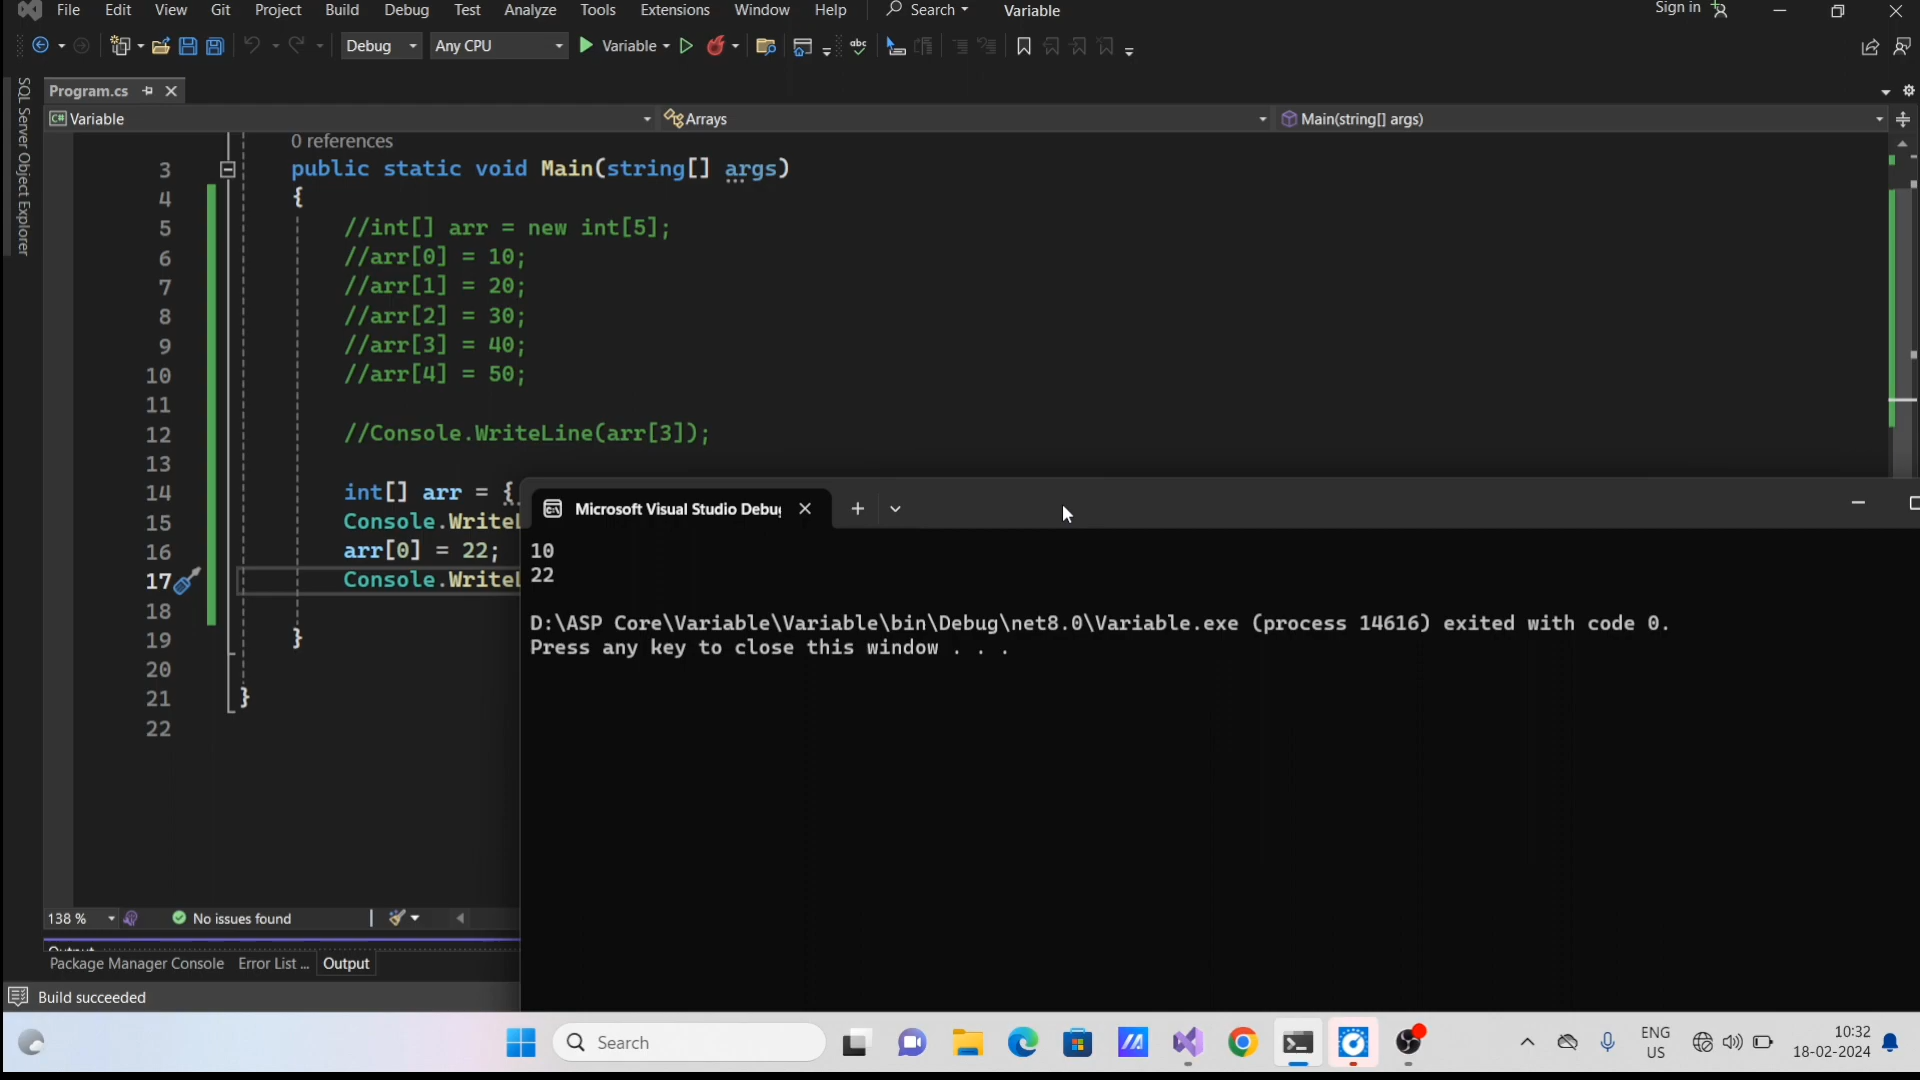 File Edit View Git Project Build Debug Test Analyze Tools Extensions Window Help Search Variable Sign in
Debug Any CPU Variable
SQL Server Object Explorer
Program.cs
Variable Arrays Main(string[] args)
0 references
3 public static void Main(string[] args)
4 {
5 //int[] arr = new int[5];
6 //arr[0] = 10;
7 //arr[1] = 20;
8 //arr[2] = 30;
9 //arr[3] = 40;
10 //arr[4] = 50;
11
12 //Console.WriteLine(arr[3]);
13
14 int[] arr = {
15 Console.WriteL
16 arr[0] = 22;
17 Console.WriteL
18
19 }
20
21 }
22
Microsoft Visual Studio Debu
10
22
D:\ASP Core\Variable\Variable\bin\Debug\net8.0\Variable.exe (process 14616) exited with code 0.
Press any key to close this window . . .
138 % No issues found
Output
Package Manager Console Error List ... Output
Build succeeded
Search
ENG
US
10:32
18-02-2024